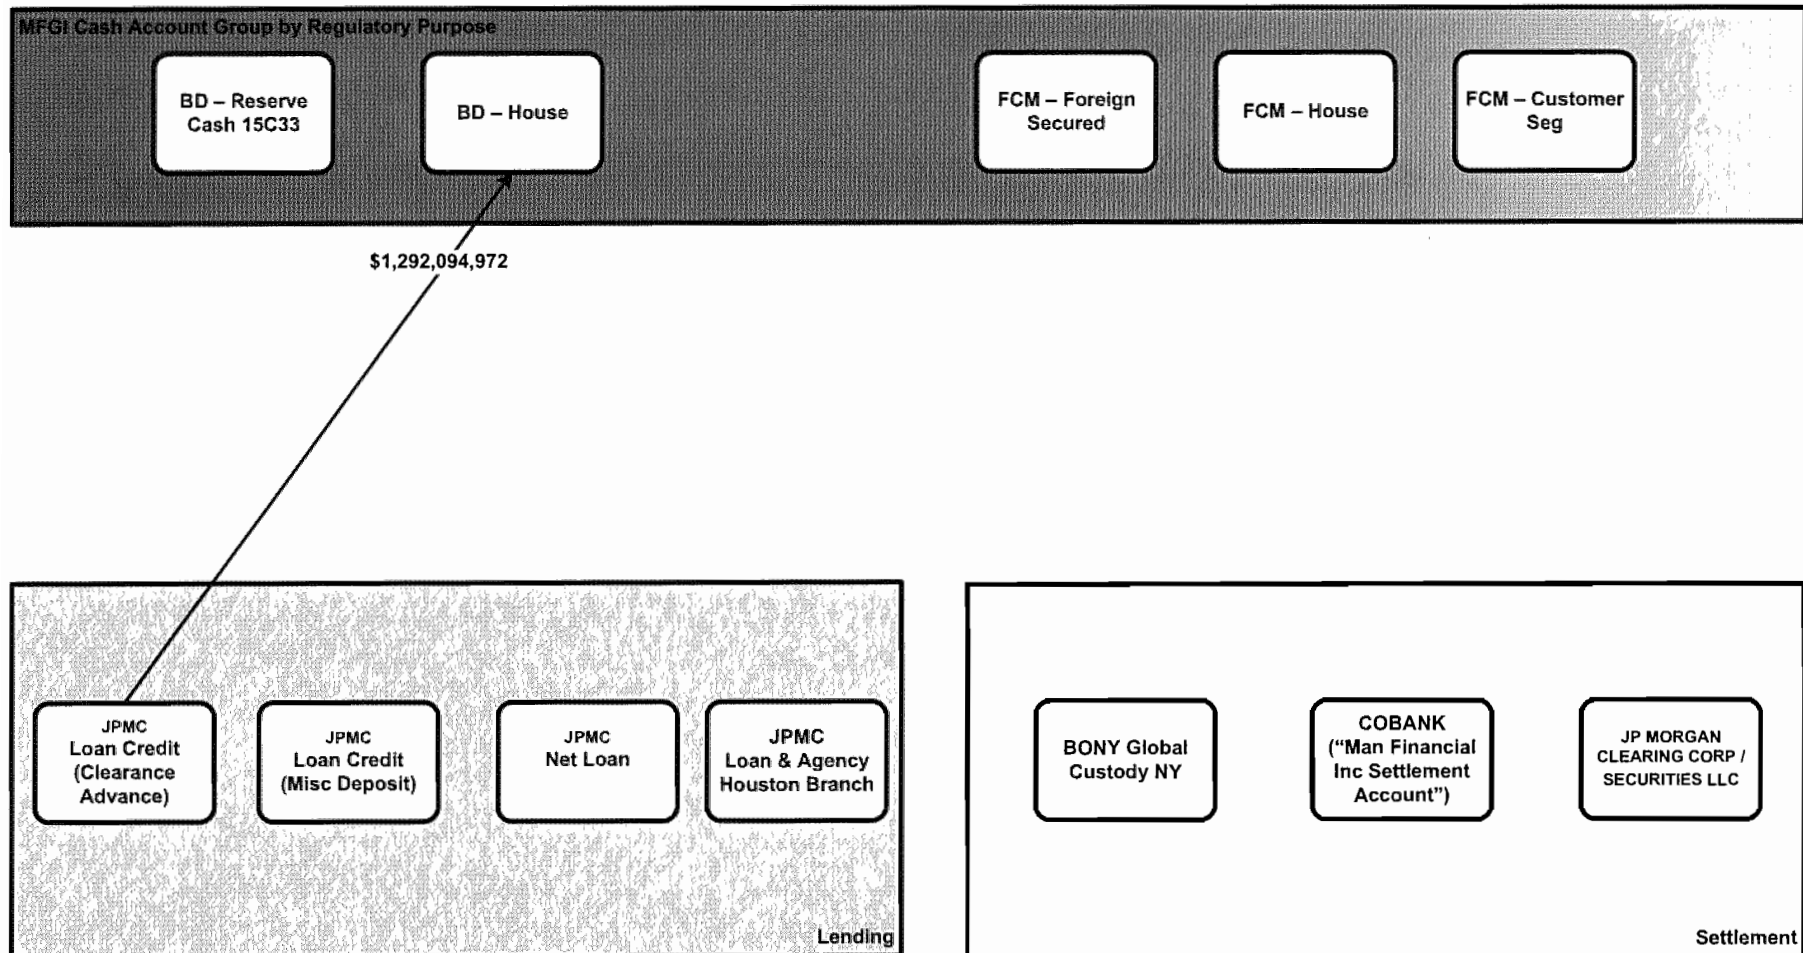 MFGI Cash Account Group by Regulatory Purpose
BD – Reserve
Cash 15C33
BD – House
FCM – Foreign
Secured
FCM – House
FCM – Customer
Seg
$1,292,094,972
JPMC
Loan Credit
(Clearance
Advance)
JPMC
Loan Credit
(Misc Deposit)
JPMC
Net Loan
JPMC
Loan & Agency
Houston Branch
Lending
BONY Global
Custody NY
COBANK
(“Man Financial
Inc Settlement
Account”)
JP MORGAN
CLEARING CORP /
SECURITIES LLC
Settlement